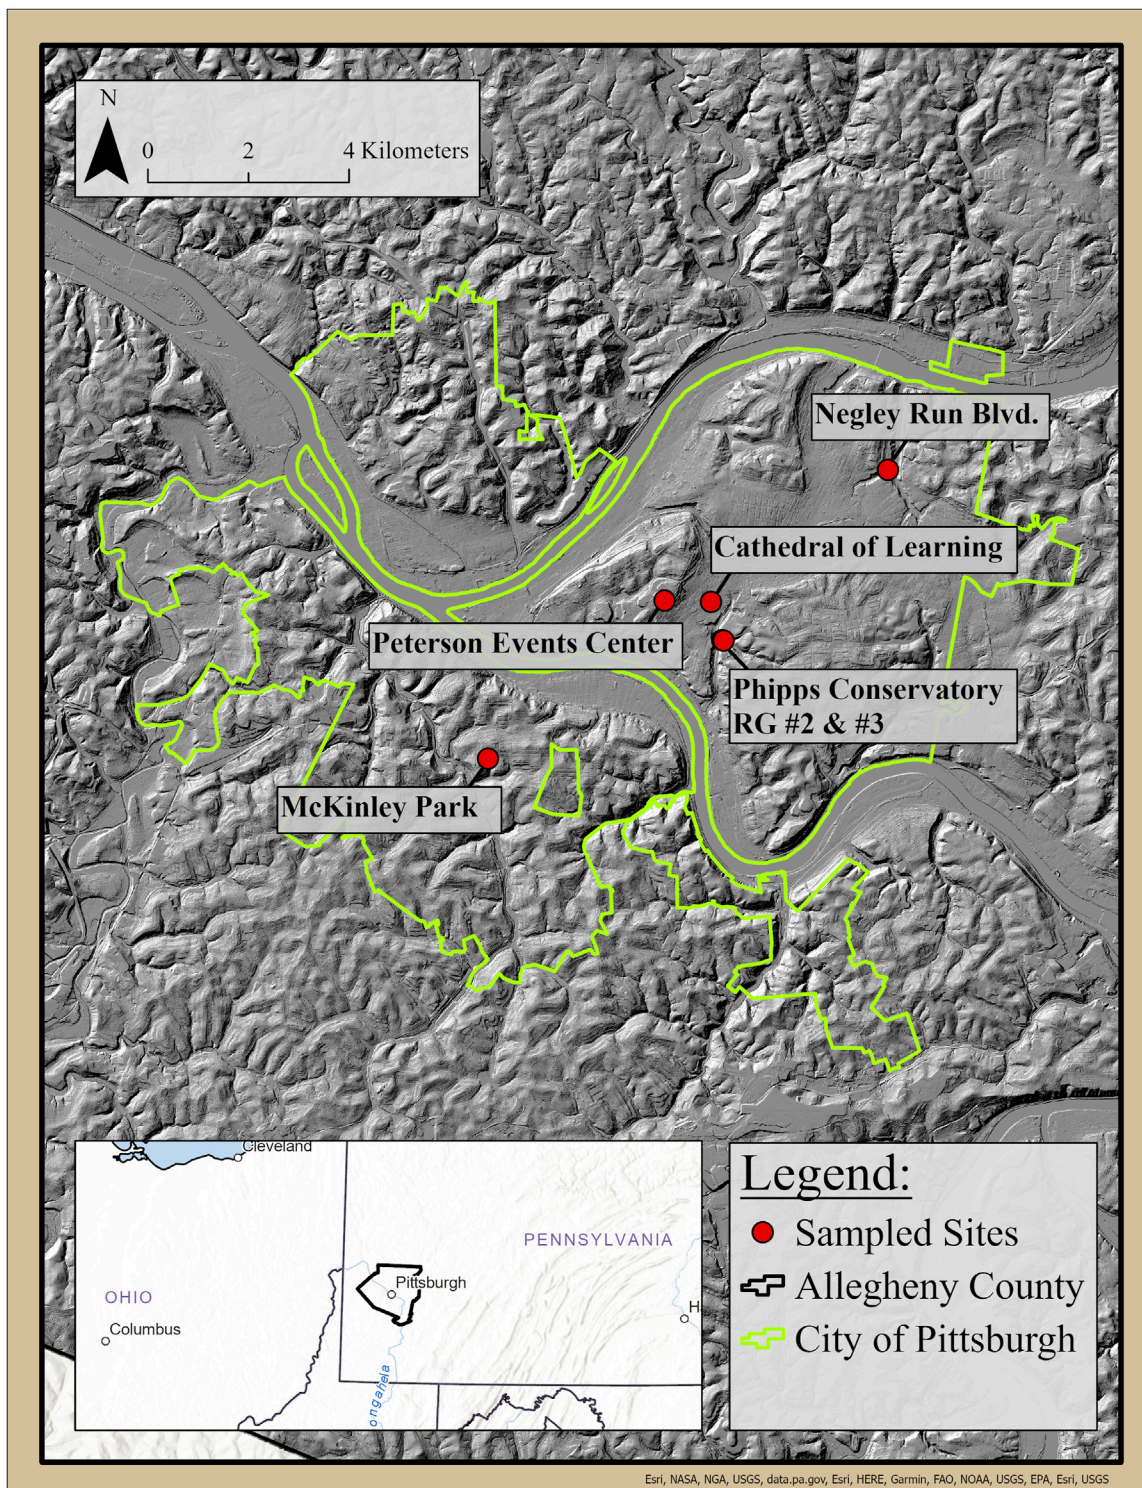 N
0 2 4 Kilometers
Negley Run Blvd.
Cathedral of Learning
Peterson Events Center
Phipps Conservatory
RG #2 & #3
McKinley Park
Cleveland
PENNSYLVANIA
Pittsburgh
OHIO
Columbus
H
ongahela
Legend:
Sampled Sites
Allegheny County
City of Pittsburgh
Esri, NASA, NGA, USGS, data.pa.gov, Esri, HERE, Garmin, FAO, NOAA, USGS, EPA, Esri, USGS